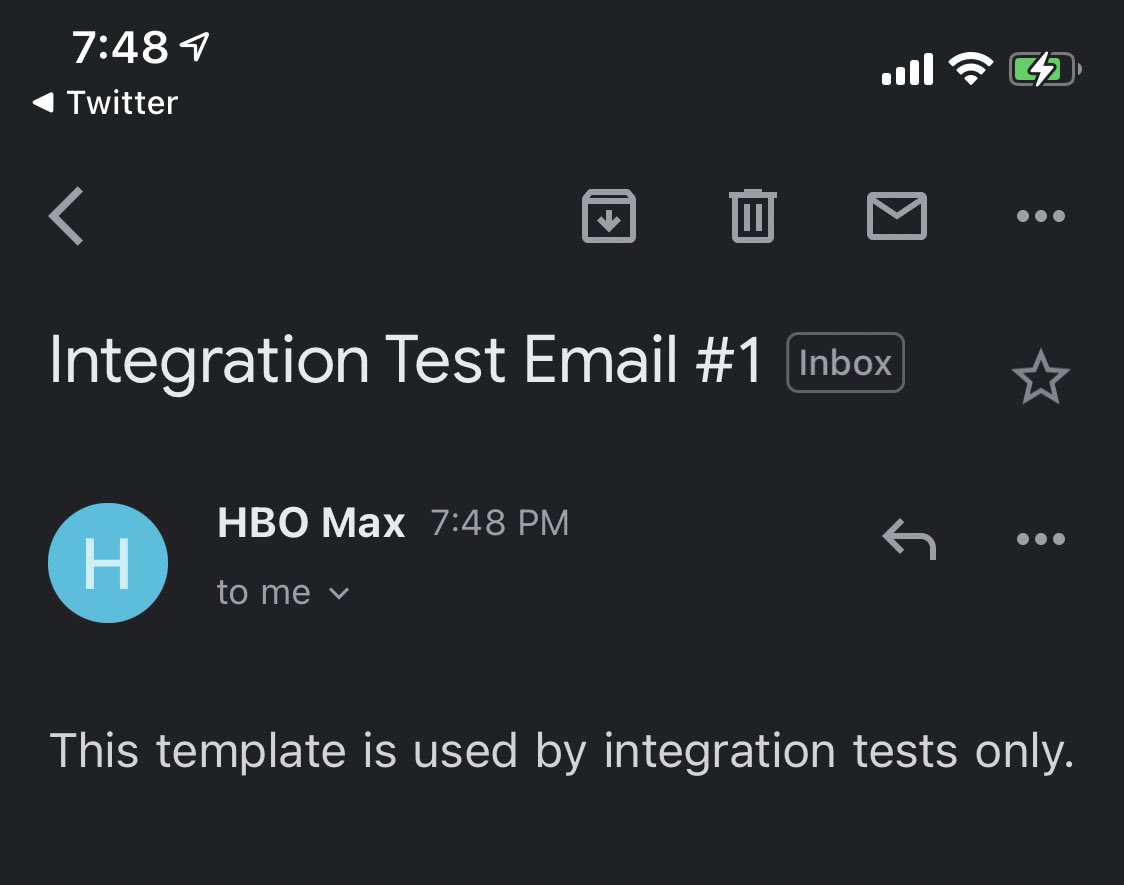 7:48
Twitter
Integration Test Email #1 Inbox
H
HBO Max 7:48 PM
to me
This template is used by integration tests only.